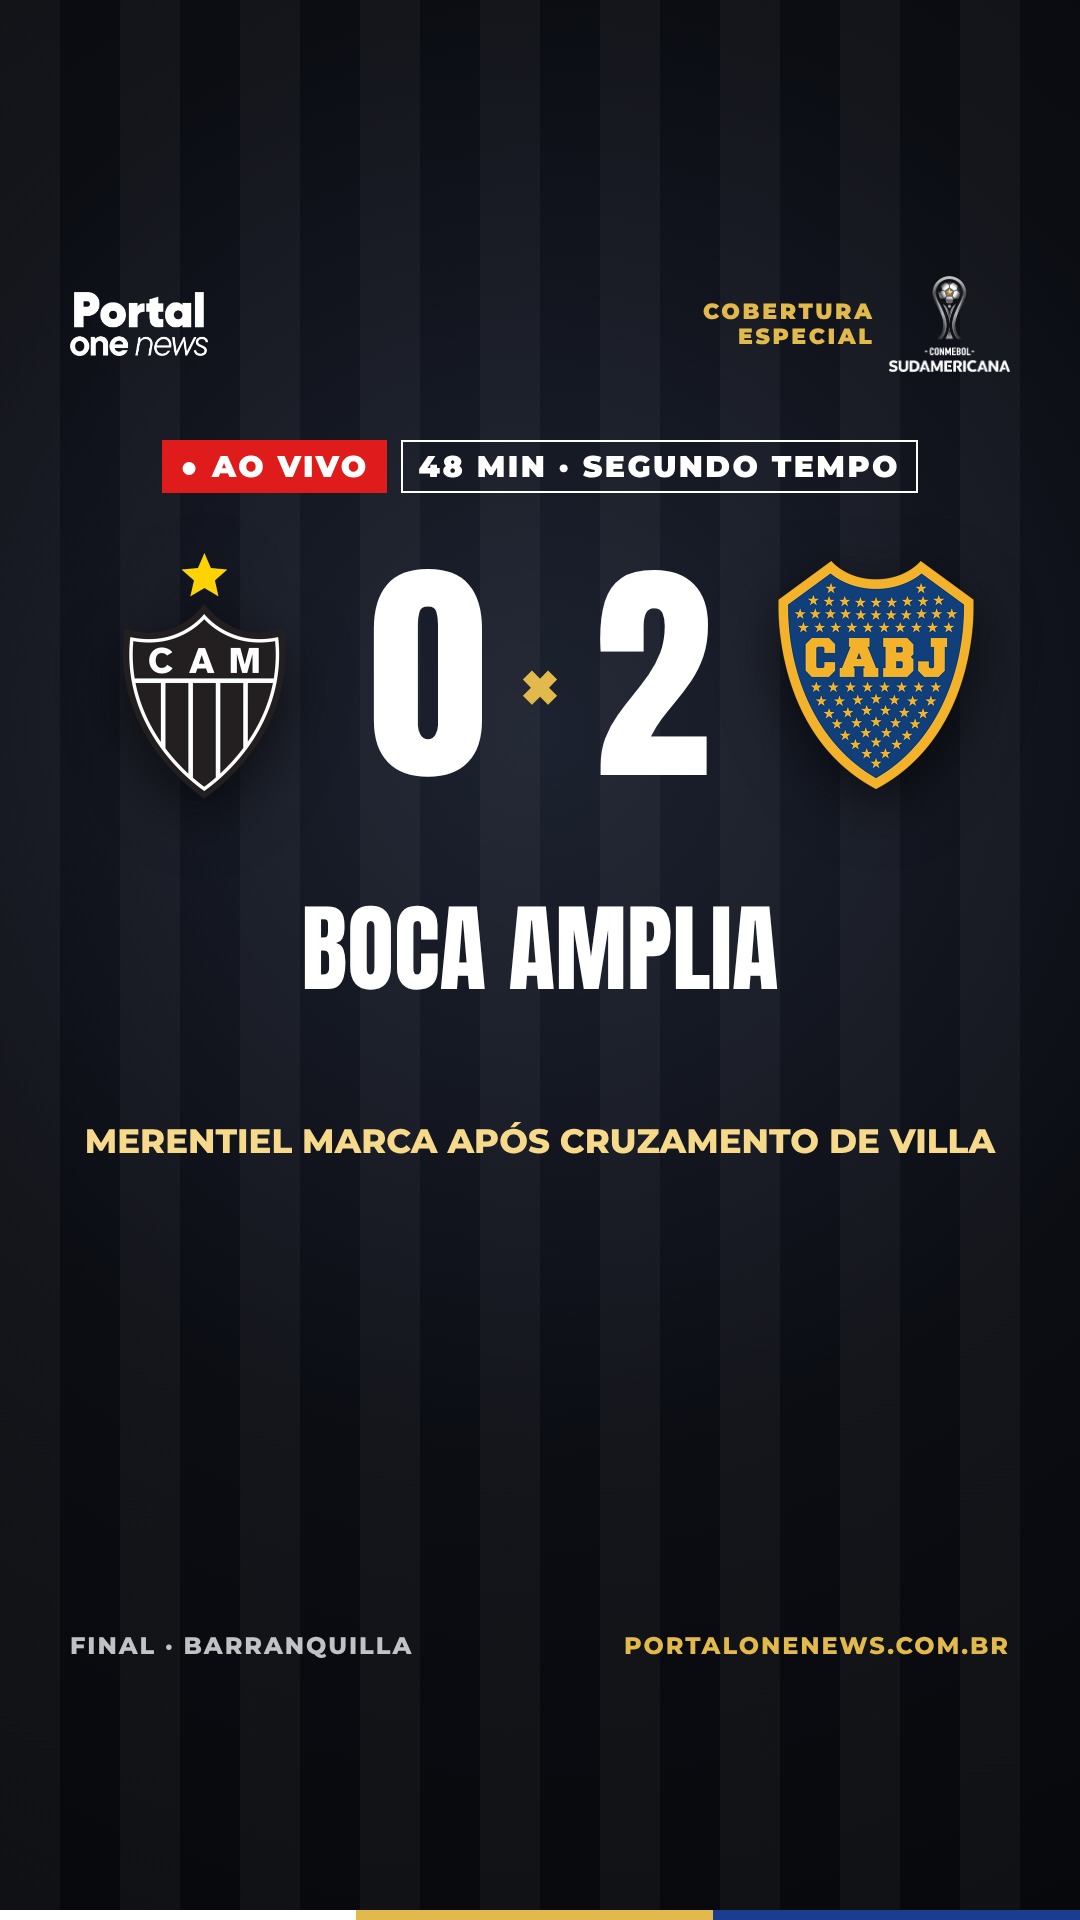 Portal
one news
COBERTURA
ESPECIAL
-CONMEBOL-
SUDAMERICANA
• AO VIVO
48 MIN · SEGUNDO TEMPO
CAM
0 × 2
CABJ
BOCA AMPLIA
MERENTIEL MARCA APÓS CRUZAMENTO DE VILLA
FINAL · BARRANQUILLA
PORTALONENEWS.COM.BR